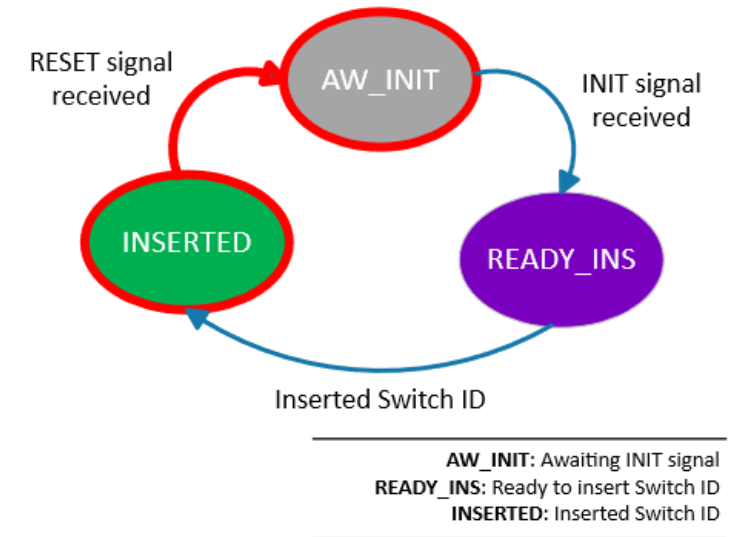 RESET signal
received
AW_INIT
INIT signal
received
INSERTED
READY_INS
Inserted Switch ID
AW_INIT: Awaiting INIT signal
READY_INS: Ready to insert Switch ID
INSERTED: Inserted Switch ID